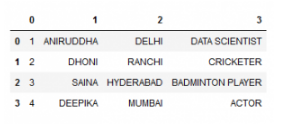 0 1 2 3
0 1 ANIRUDDHA DELHI DATA SCIENTIST
1 2 DHONI RANCHI CRICKETER
2 3 SAINA HYDERABAD BADMINTON PLAYER
3 4 DEEPIKA MUMBAI ACTOR